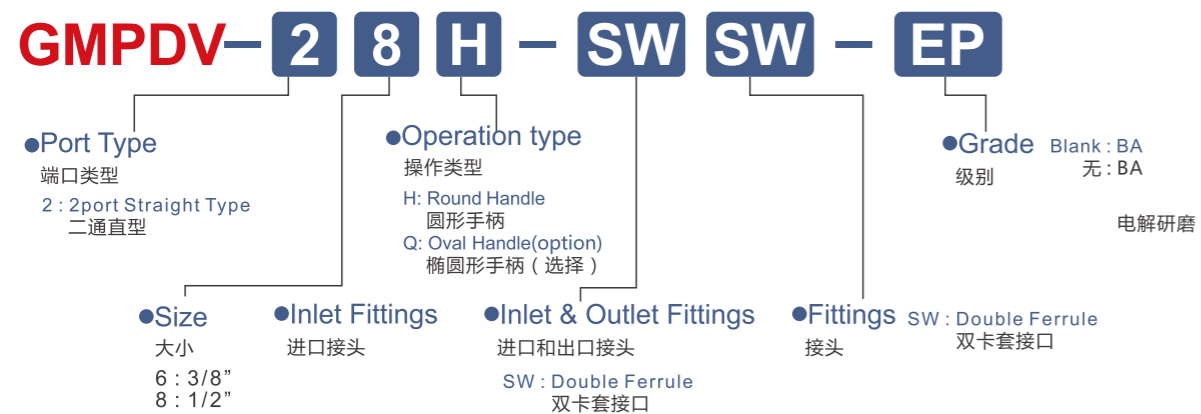 GMPDV-28H-SWSW-EP
●Port Type
端口类型
2 : 2port Straight Type
二通直型
●Operation type
操作类型
H: Round Handle
圆形手柄
Q: Oval Handle(option)
椭圆形手柄（选择）
●Grade
级别
Blank : BA
无 : BA
电解研磨
●Size
大小
6 : 3/8”
8 : 1/2”
●Inlet Fittings
进口接头
●Inlet & Outlet Fittings
进口和出口接头
SW : Double Ferrule
双卡套接口
●Fittings
接头
SW : Double Ferrule
双卡套接口